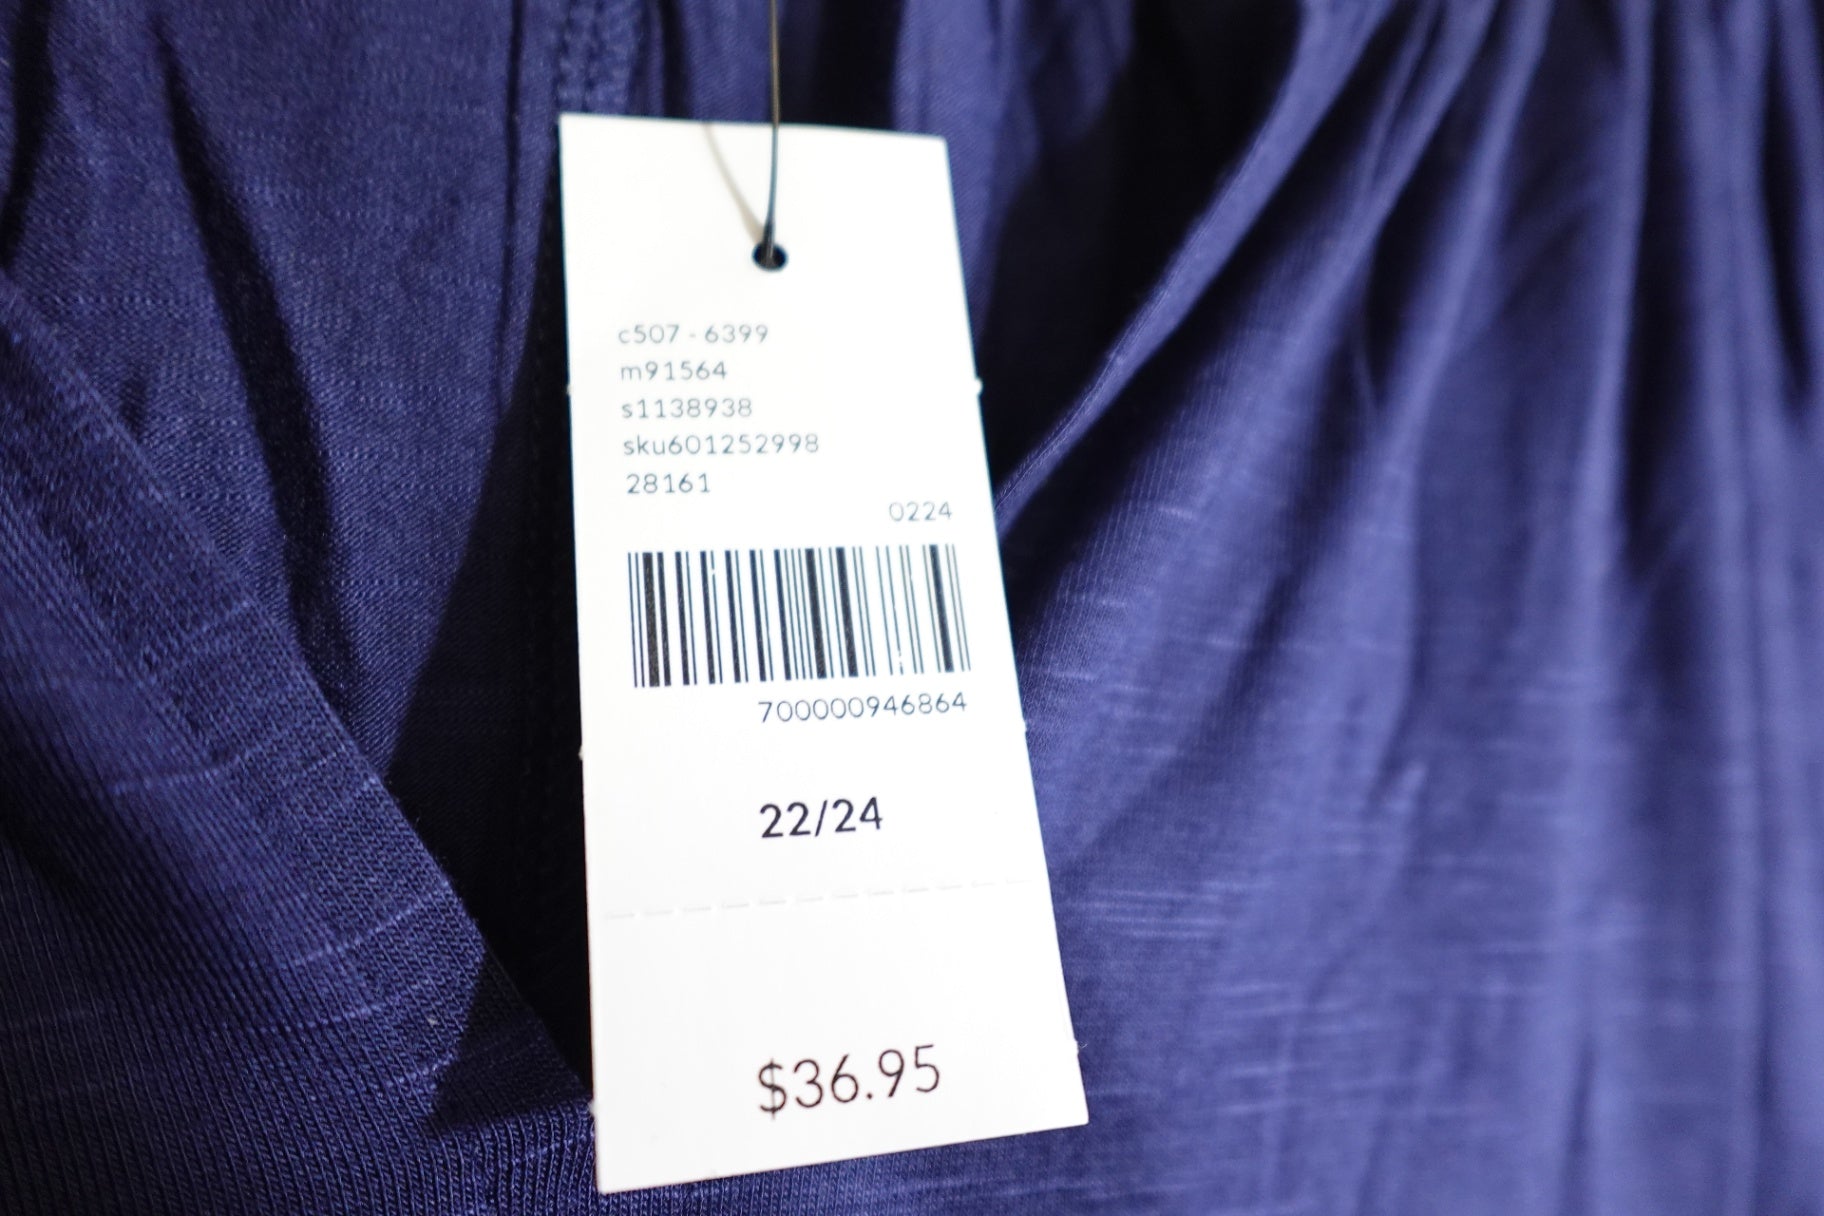 c507 - 6399
m91564
s1138938
sku601252998
28161
0224
700000946864
22/24
$36.95